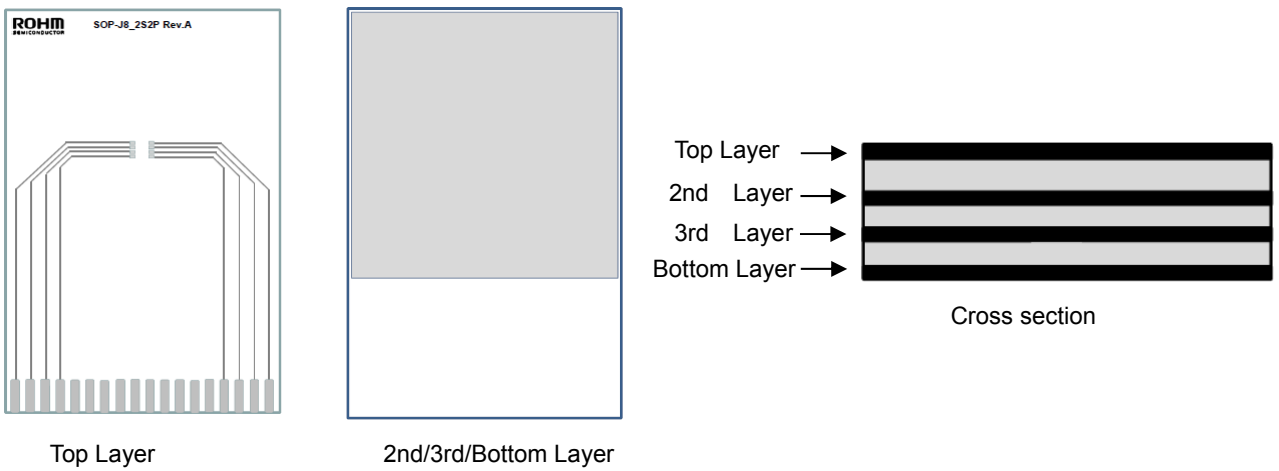 ROHM
SEMICONDUCTOR
SOP-J8_2S2P Rev.A
Top Layer
2nd Layer
3rd Layer
Bottom Layer
Cross section
Top Layer
2nd/3rd/Bottom Layer